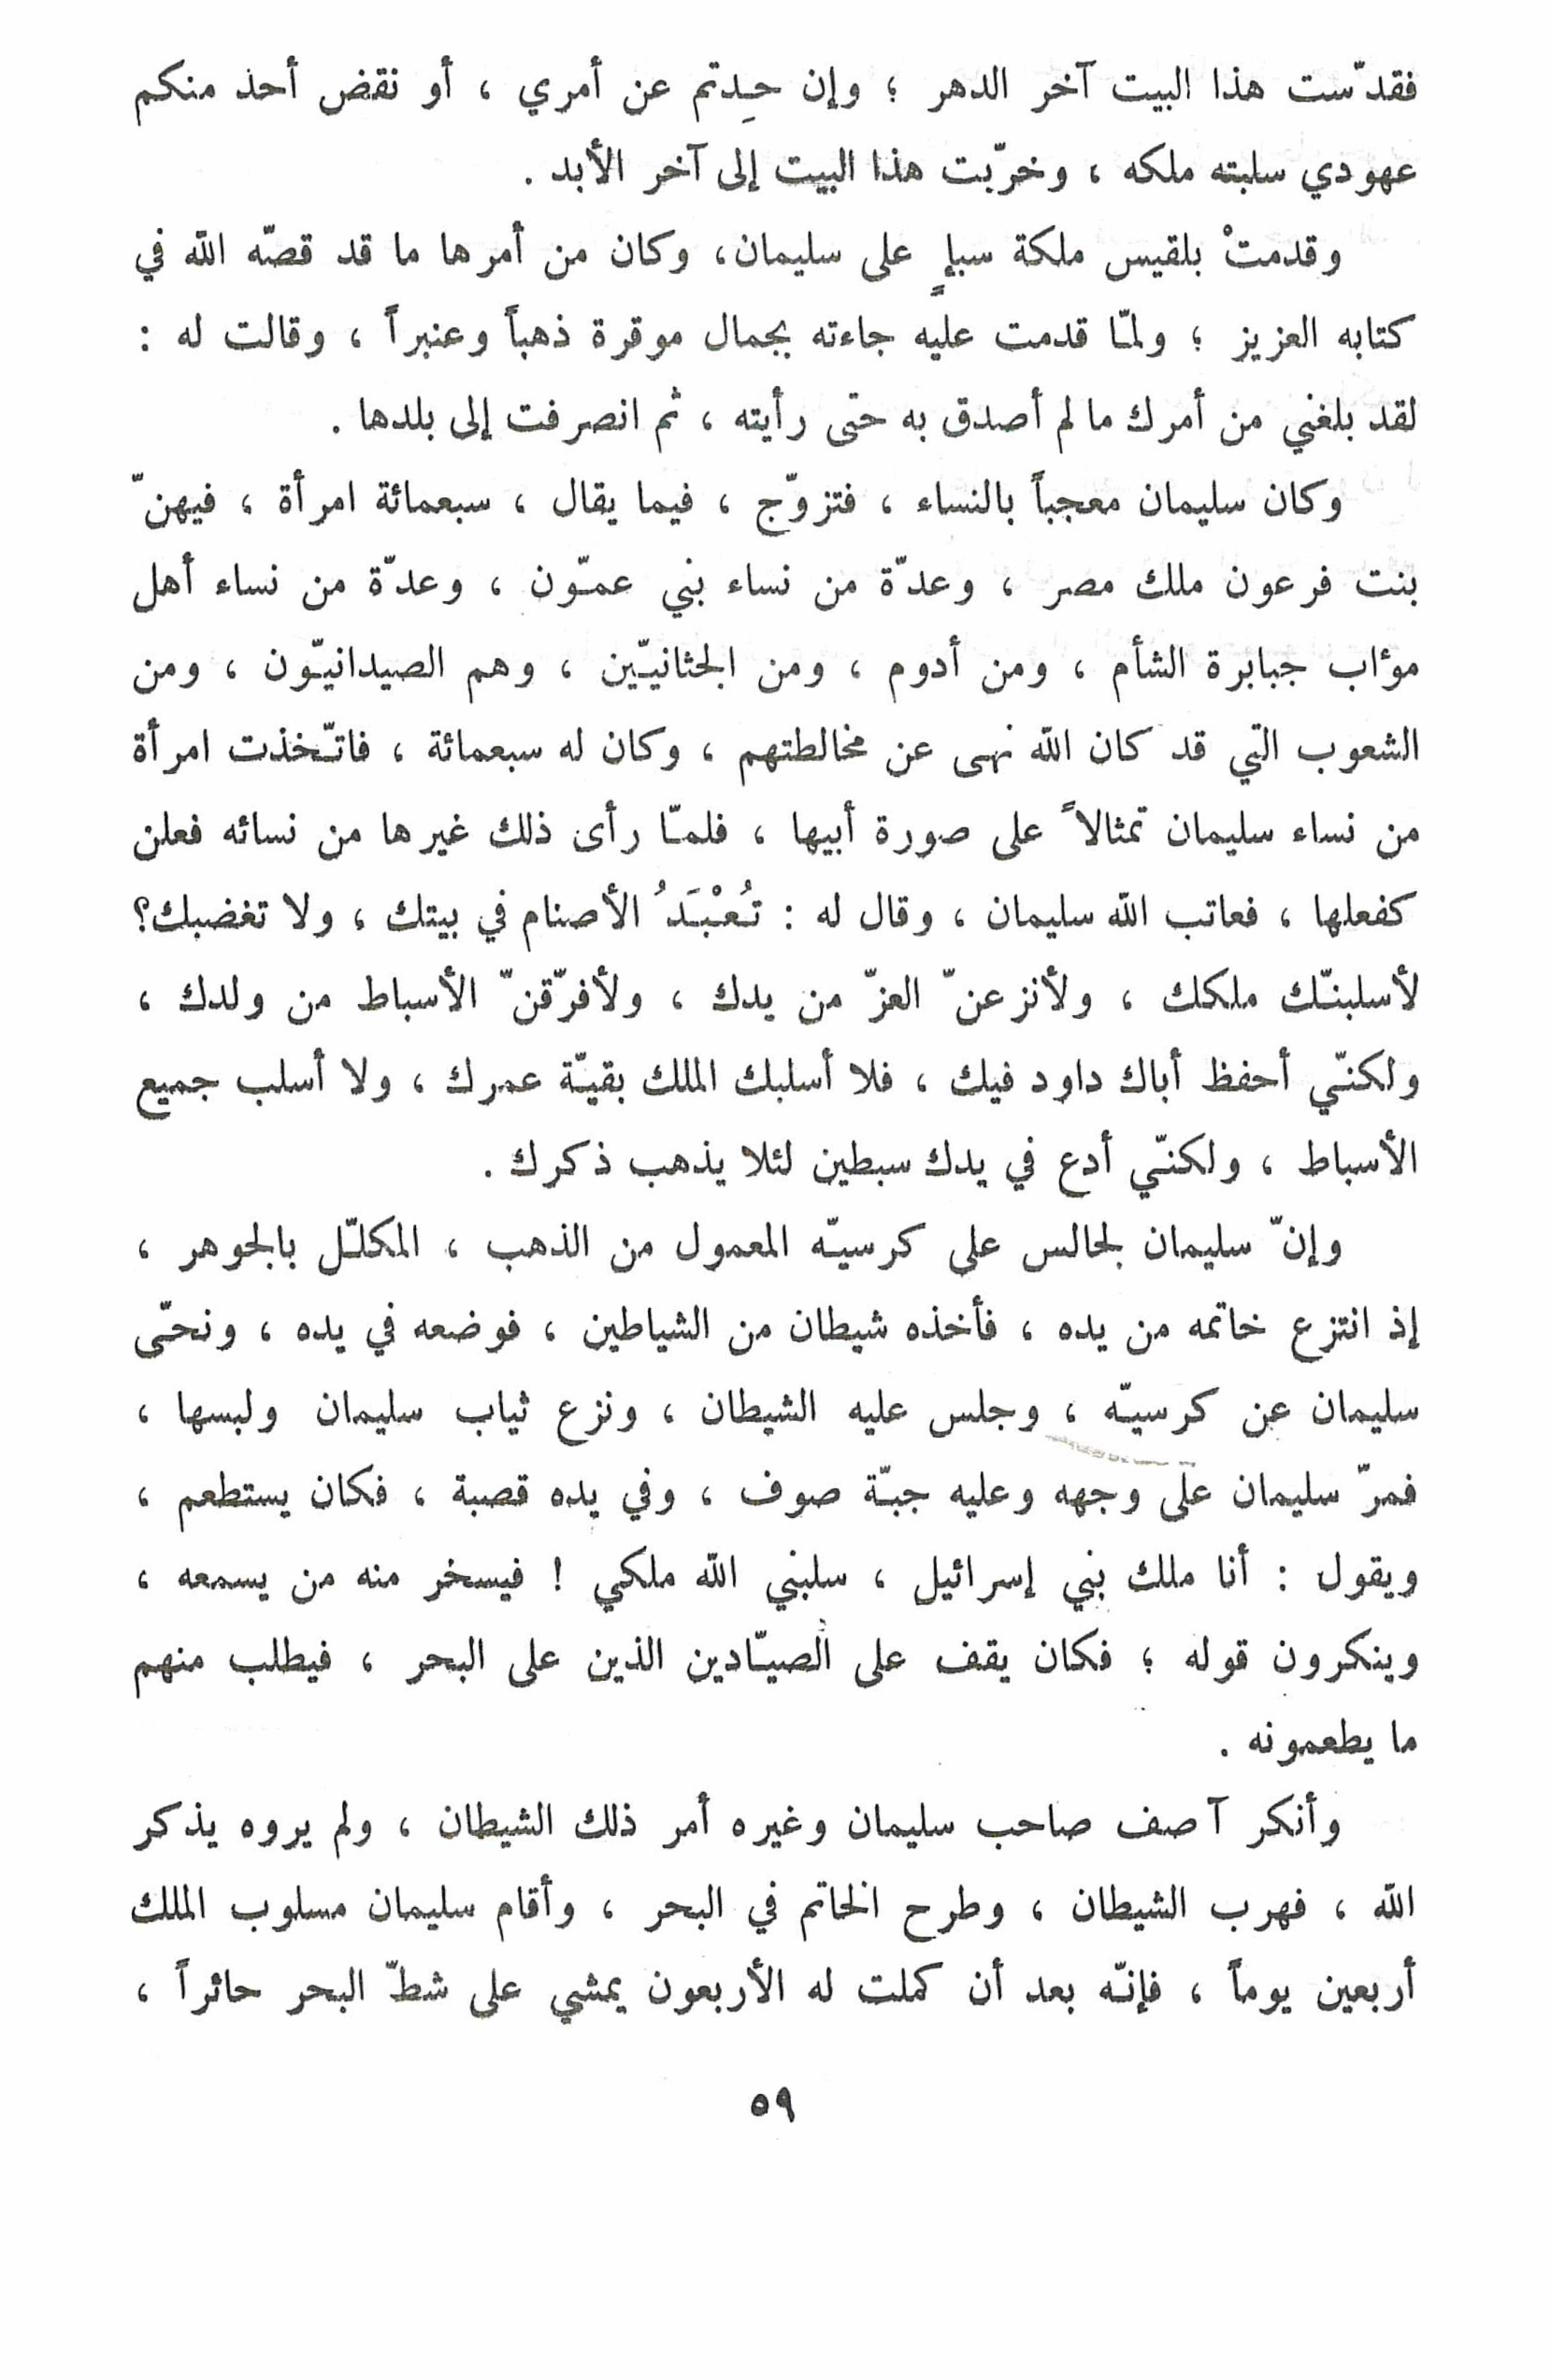 فقدّست هذا البيت آخر الدهر ؛ وإن حِدتم عن أمري ، أو نقض أحد منكم
عهودي سلبته ملكه ، وخرّبت هذا البيت إلى آخر الأبد .
وقدمتْ بلقيس ملكة سبإٍ على سليمان، وكان من أمرها ما قد قصّه الله في
كتابه العزيز ؛ ولمّا قدمت عليه جاءته بجمال موقرة ذهباً وعنبراً ، وقالت له :
لقد بلغني من أمرك ما لم أصدق به حتى رأيته ، ثم انصرفت إلى بلدها .
وكان سليمان معجباً بالنساء ، فتزوّج ، فيما يقال ، سبعمائة امرأة ، فيهنّ
بنت فرعون ملك مصر ، وعدّة من نساء بني عمّون ، وعدّة من نساء أهل
موٴاب جبابرة الشأم ، ومن أدوم ، ومن الجثانيّين ، وهم الصيدانيّون ، ومن
الشعوب التي قد كان الله نهى عن مخالطتهم ، وكان له سبعمائة ، فاتّخذت امرأة
من نساء سليمان تمثالاً على صورة أبيها ، فلمّا رأى ذلك غيرها من نسائه فعلن
كفعلها ، فعاتب الله سليمان ، وقال له : تُعْبَدُ الأصنام في بيتك ، ولا تغضبك؟
لأسلبنّك ملكك ، ولأنزعنّ العزّ من يدك ، ولأفرّقنّ الأسباط من ولدك ،
ولكنّي أحفظ أباك داود فيك ، فلا أسلبك الملك بقيّة عمرك ، ولا أسلب جميع
الأسباط ، ولكنّي أدع في يدك سبطين لئلا يذهب ذكرك .
وإنّ سليمان لجالس على كرسيّه المعمول من الذهب ، المكلّل بالجوهر ،
إذ انتزع خاتمه من يده ، فأخذه شيطان من الشياطين ، فوضعه في يده ، ونحّى
سليمان عن كرسيّه ، وجلس عليه الشيطان ، ونزع ثياب سليمان ولبسها ،
فمرّ سليمان على وجهه وعليه جبّة صوف ، وفي يده قصبة ، فكان يستطعم ،
ويقول : أنا ملك بني إسرائيل ، سلبني الله ملكي ! فيسخر منه من يسمعه ،
وينكرون قوله ؛ فكان يقف على الصيّادين الذين على البحر ، فيطلب منهم
ما يطعمونه .
وأنكر آصف صاحب سليمان وغيره أمر ذلك الشيطان ، ولم يروه يذكر
الله ، فهرب الشيطان ، وطرح الخاتم في البحر ، وأقام سليمان مسلوب الملك
أربعين يوماً ، فإنّه بعد أن كملت له الأربعون يمشي على شطّ البحر حائراً ،
٥٩